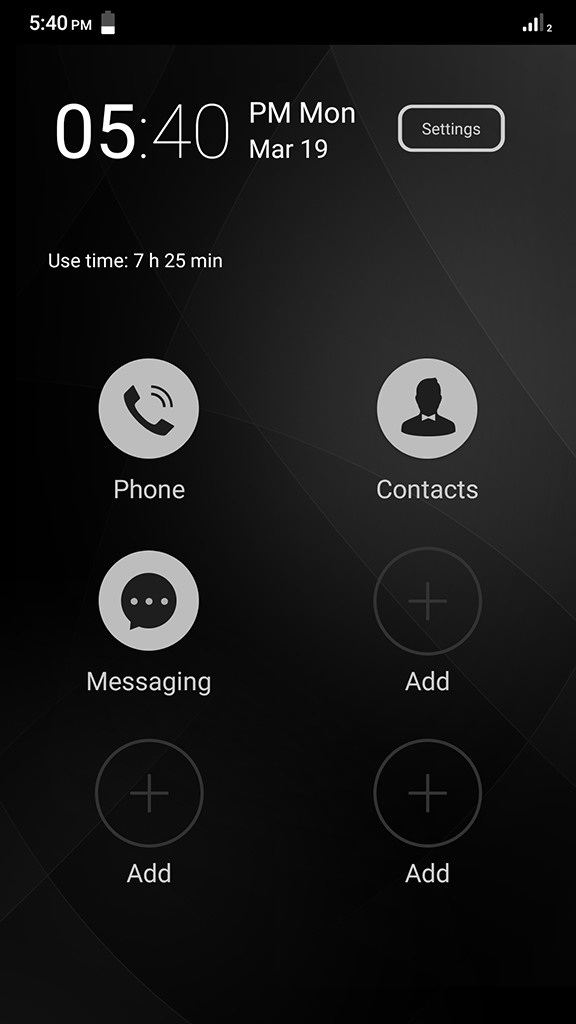 5:40 PM 2
05:40 PM Mon
Mar 19
Settings
Use time: 7 h 25 min
Phone Contacts
Messaging Add
Add Add